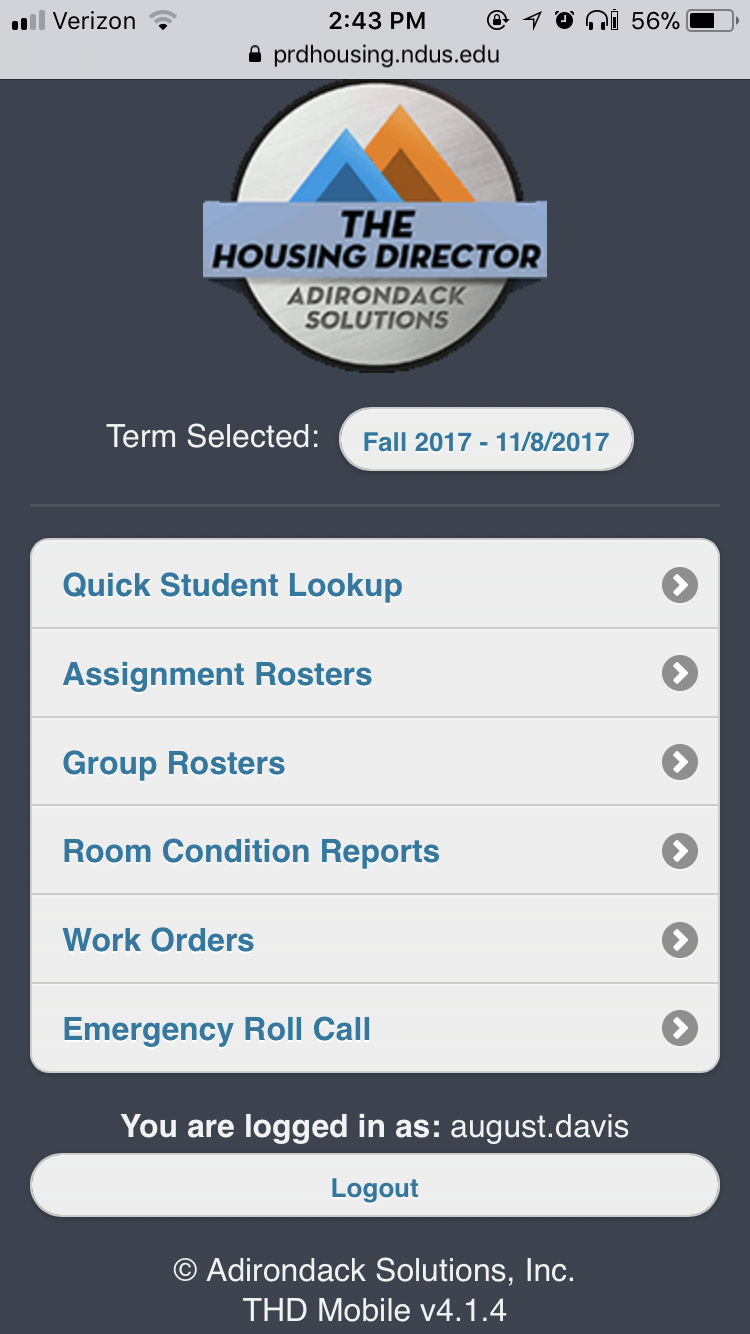 Verizon 2:43 PM 56%
prdhousing.ndus.edu
THE
HOUSING DIRECTOR
ADIRONDACK
SOLUTIONS
Term Selected: Fall 2017 - 11/8/2017
Quick Student Lookup
Assignment Rosters
Group Rosters
Room Condition Reports
Work Orders
Emergency Roll Call
You are logged in as: august.davis
Logout
© Adirondack Solutions, Inc.
THD Mobile v4.1.4